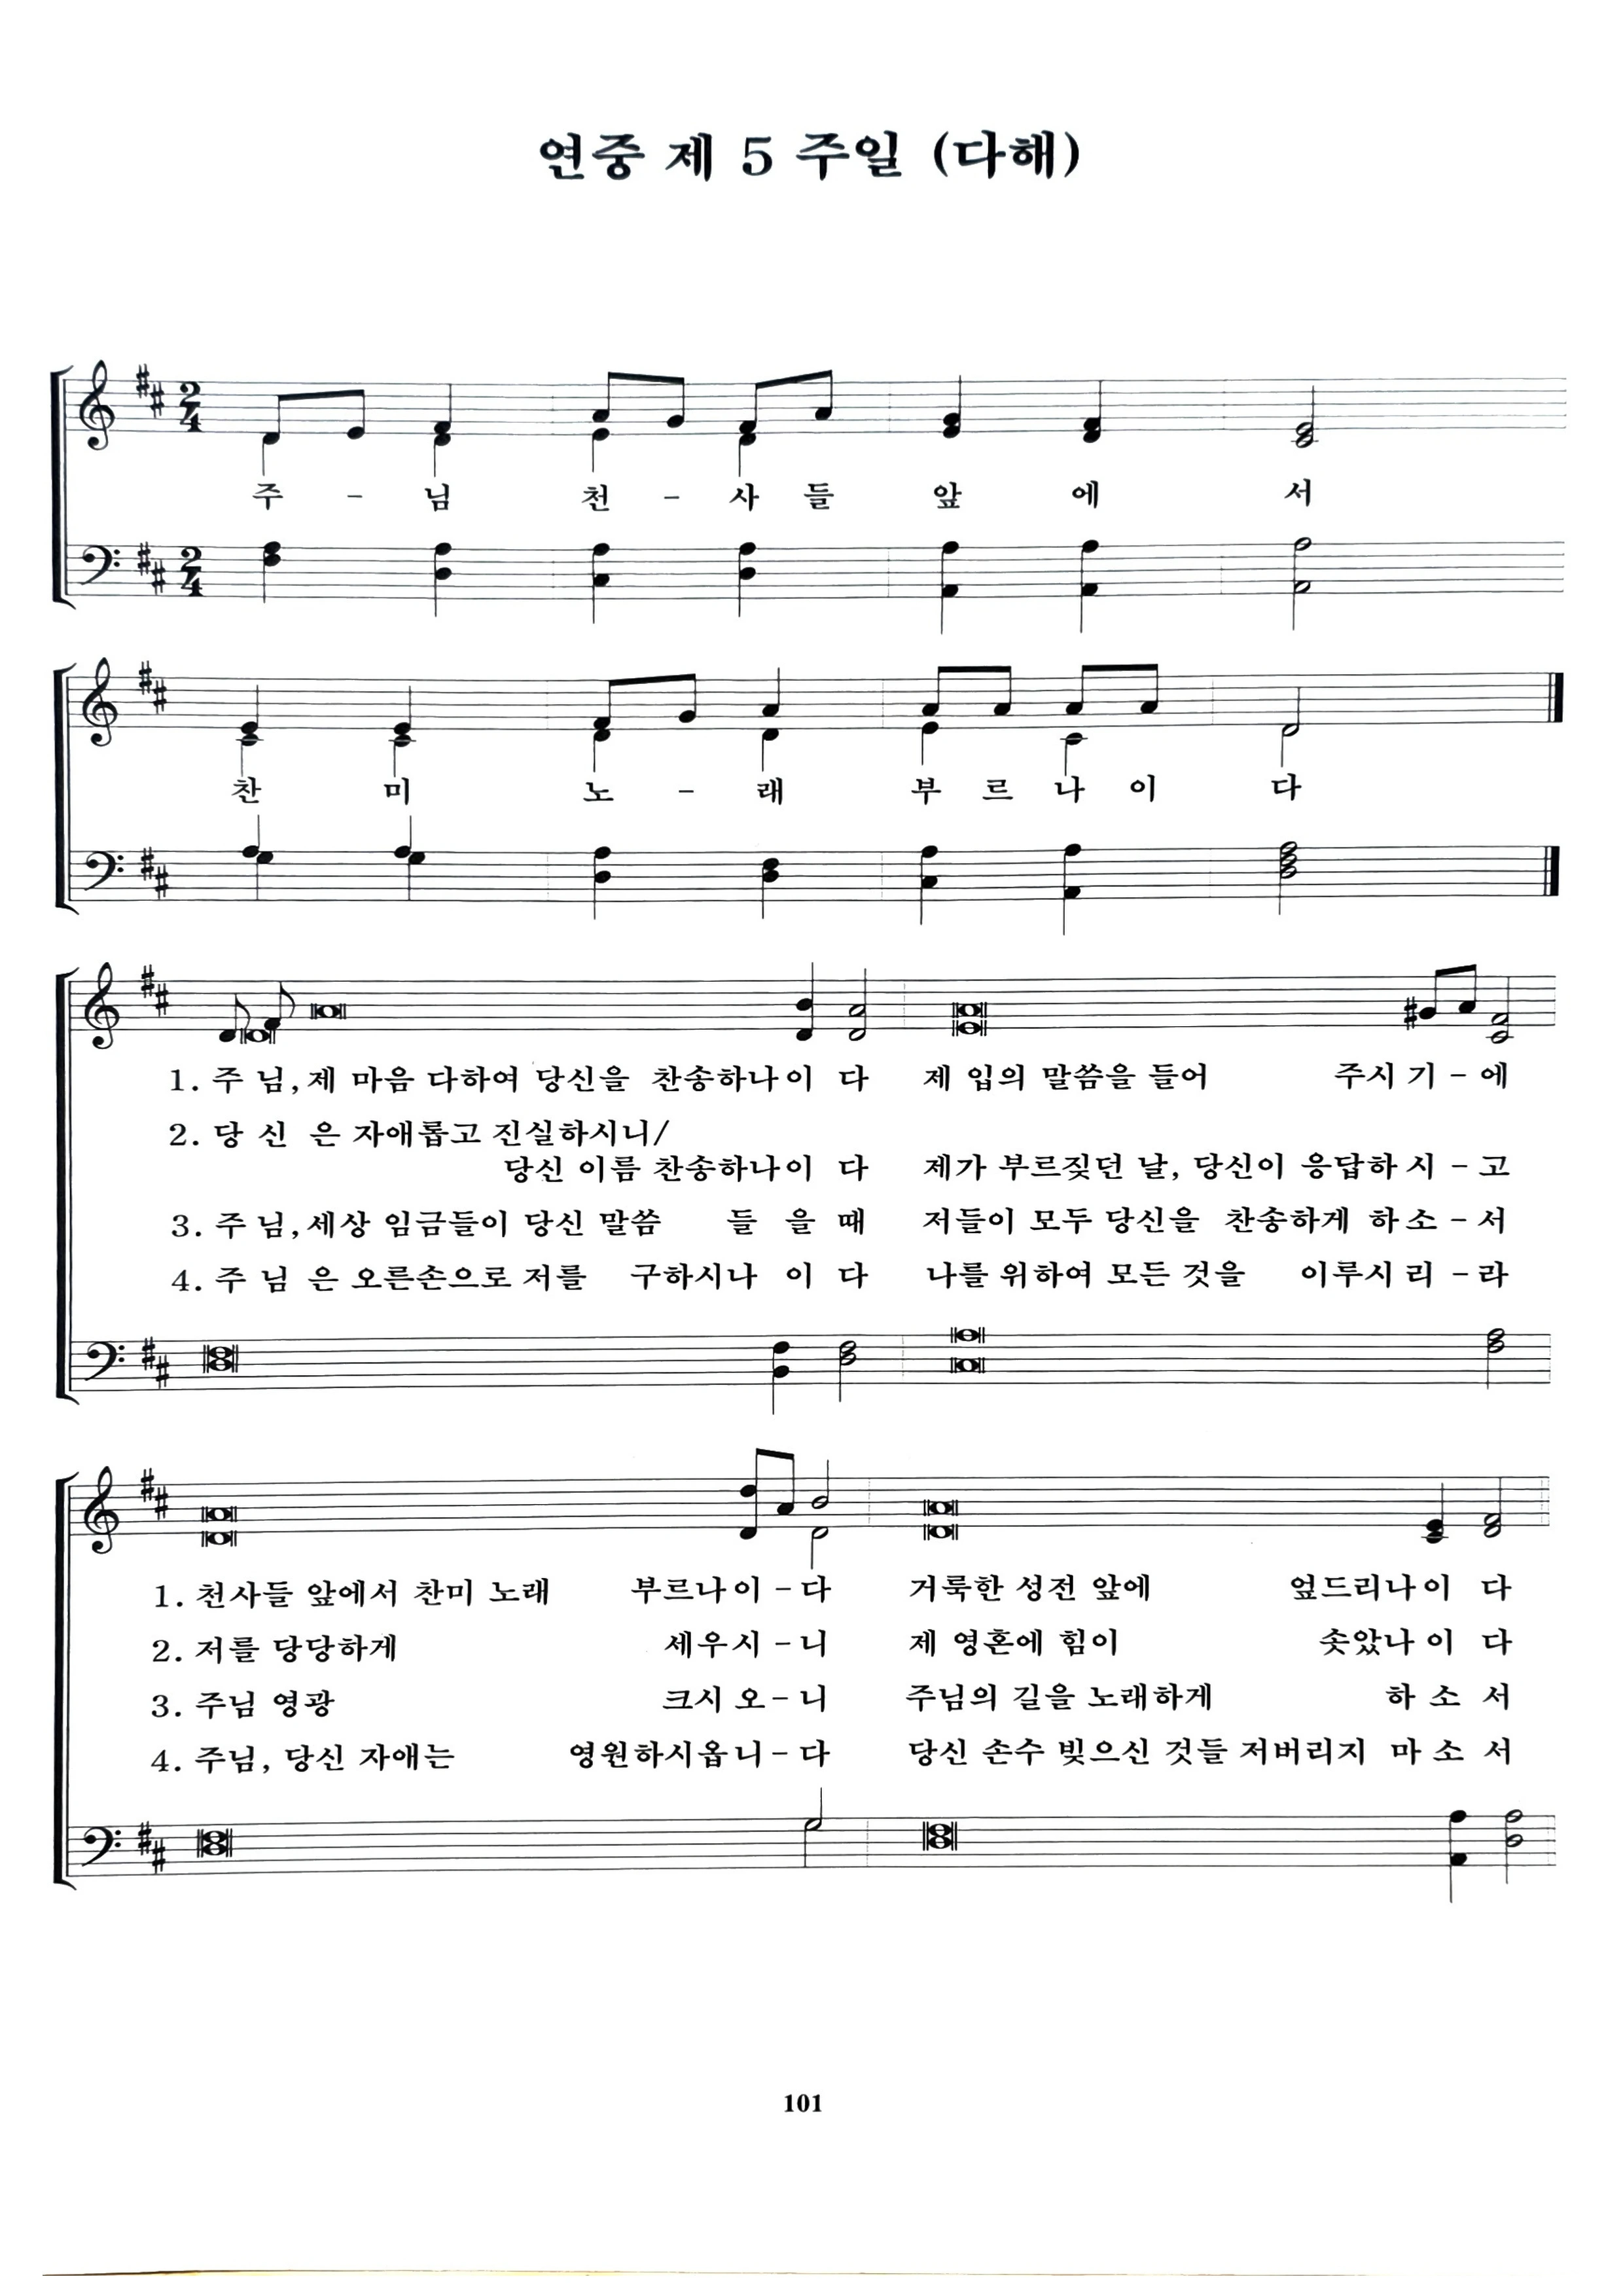 연중 제 5 주일 (다해)
주 - 님 천 - 사 들 앞 에 서
찬 미 노 - 래 부 르 나 이 다
1. 주 님, 제 마음 다하여 당신을 찬송하나이 다 제 입의 말씀을 들어 주시 기 - 에
2. 당 신 은 자애롭고 진실하시니/
당신 이름 찬송하나이 다 제가 부르짖던 날, 당신이 응답하 시 - 고
3. 주 님, 세상 임금들이 당신 말씀 들 을 때 저들이 모두 당신을 찬송하게 하 소 - 서
4. 주 님 은 오른손으로 저를 구하시나 이 다 나를 위하여 모든 것을 이루시 리 - 라
1. 천사들 앞에서 찬미 노래 부르나 이 - 다 거룩한 성전 앞에 엎드리나 이 다
2. 저를 당당하게 세우시 - 니 제 영혼에 힘이 솟았나 이 다
3. 주님 영광 크시 오 - 니 주님의 길을 노래하게 하 소 서
4. 주님, 당신 자애는 영원하시옵니 - 다 당신 손수 빚으신 것들 저버리지 마 소 서
101